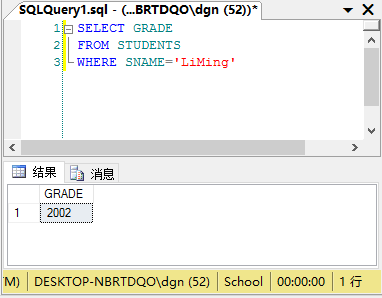 SQLQuery1.sql - (...BRTDQO\dgn (52))*
1 SELECT GRADE
2 FROM STUDENTS
3 WHERE SNAME='LiMing'
结果 消息
GRADE
1 2002
TM) DESKTOP-NBRTDQO\dgn (52) School 00:00:00 1 行